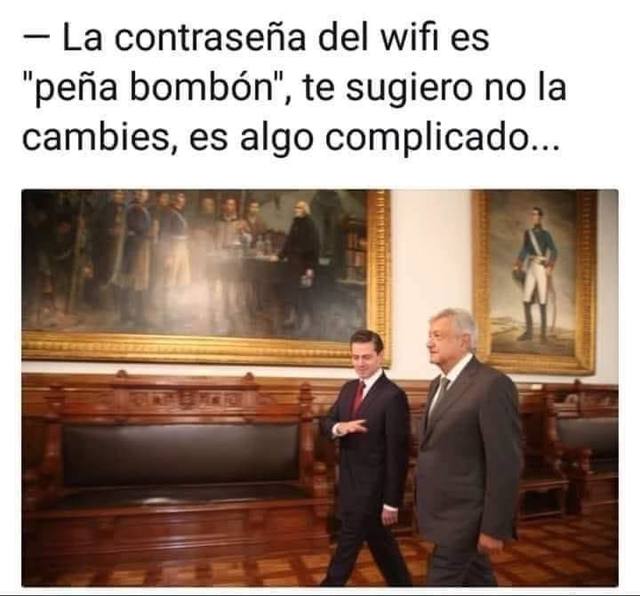 — La contraseña del wifi es
"peña bombón", te sugiero no la
cambies, es algo complicado...